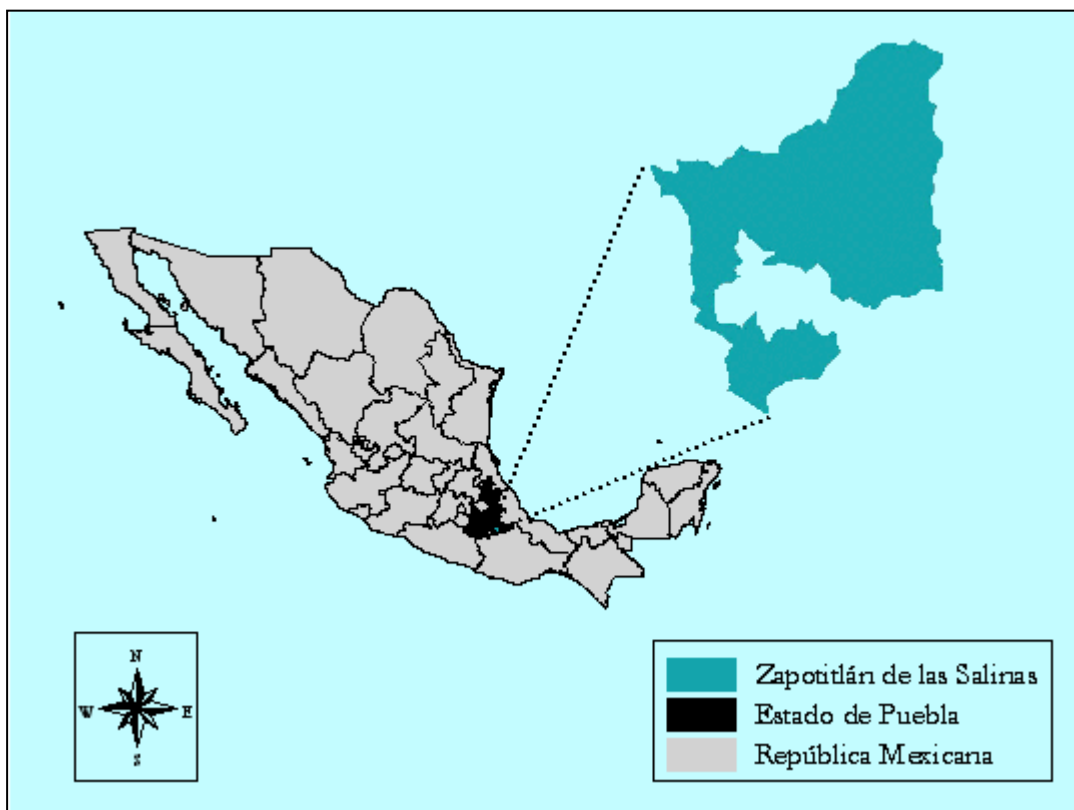 N
W E
S
Zapotitlán de las Salinas
Estado de Puebla
República Mexicana